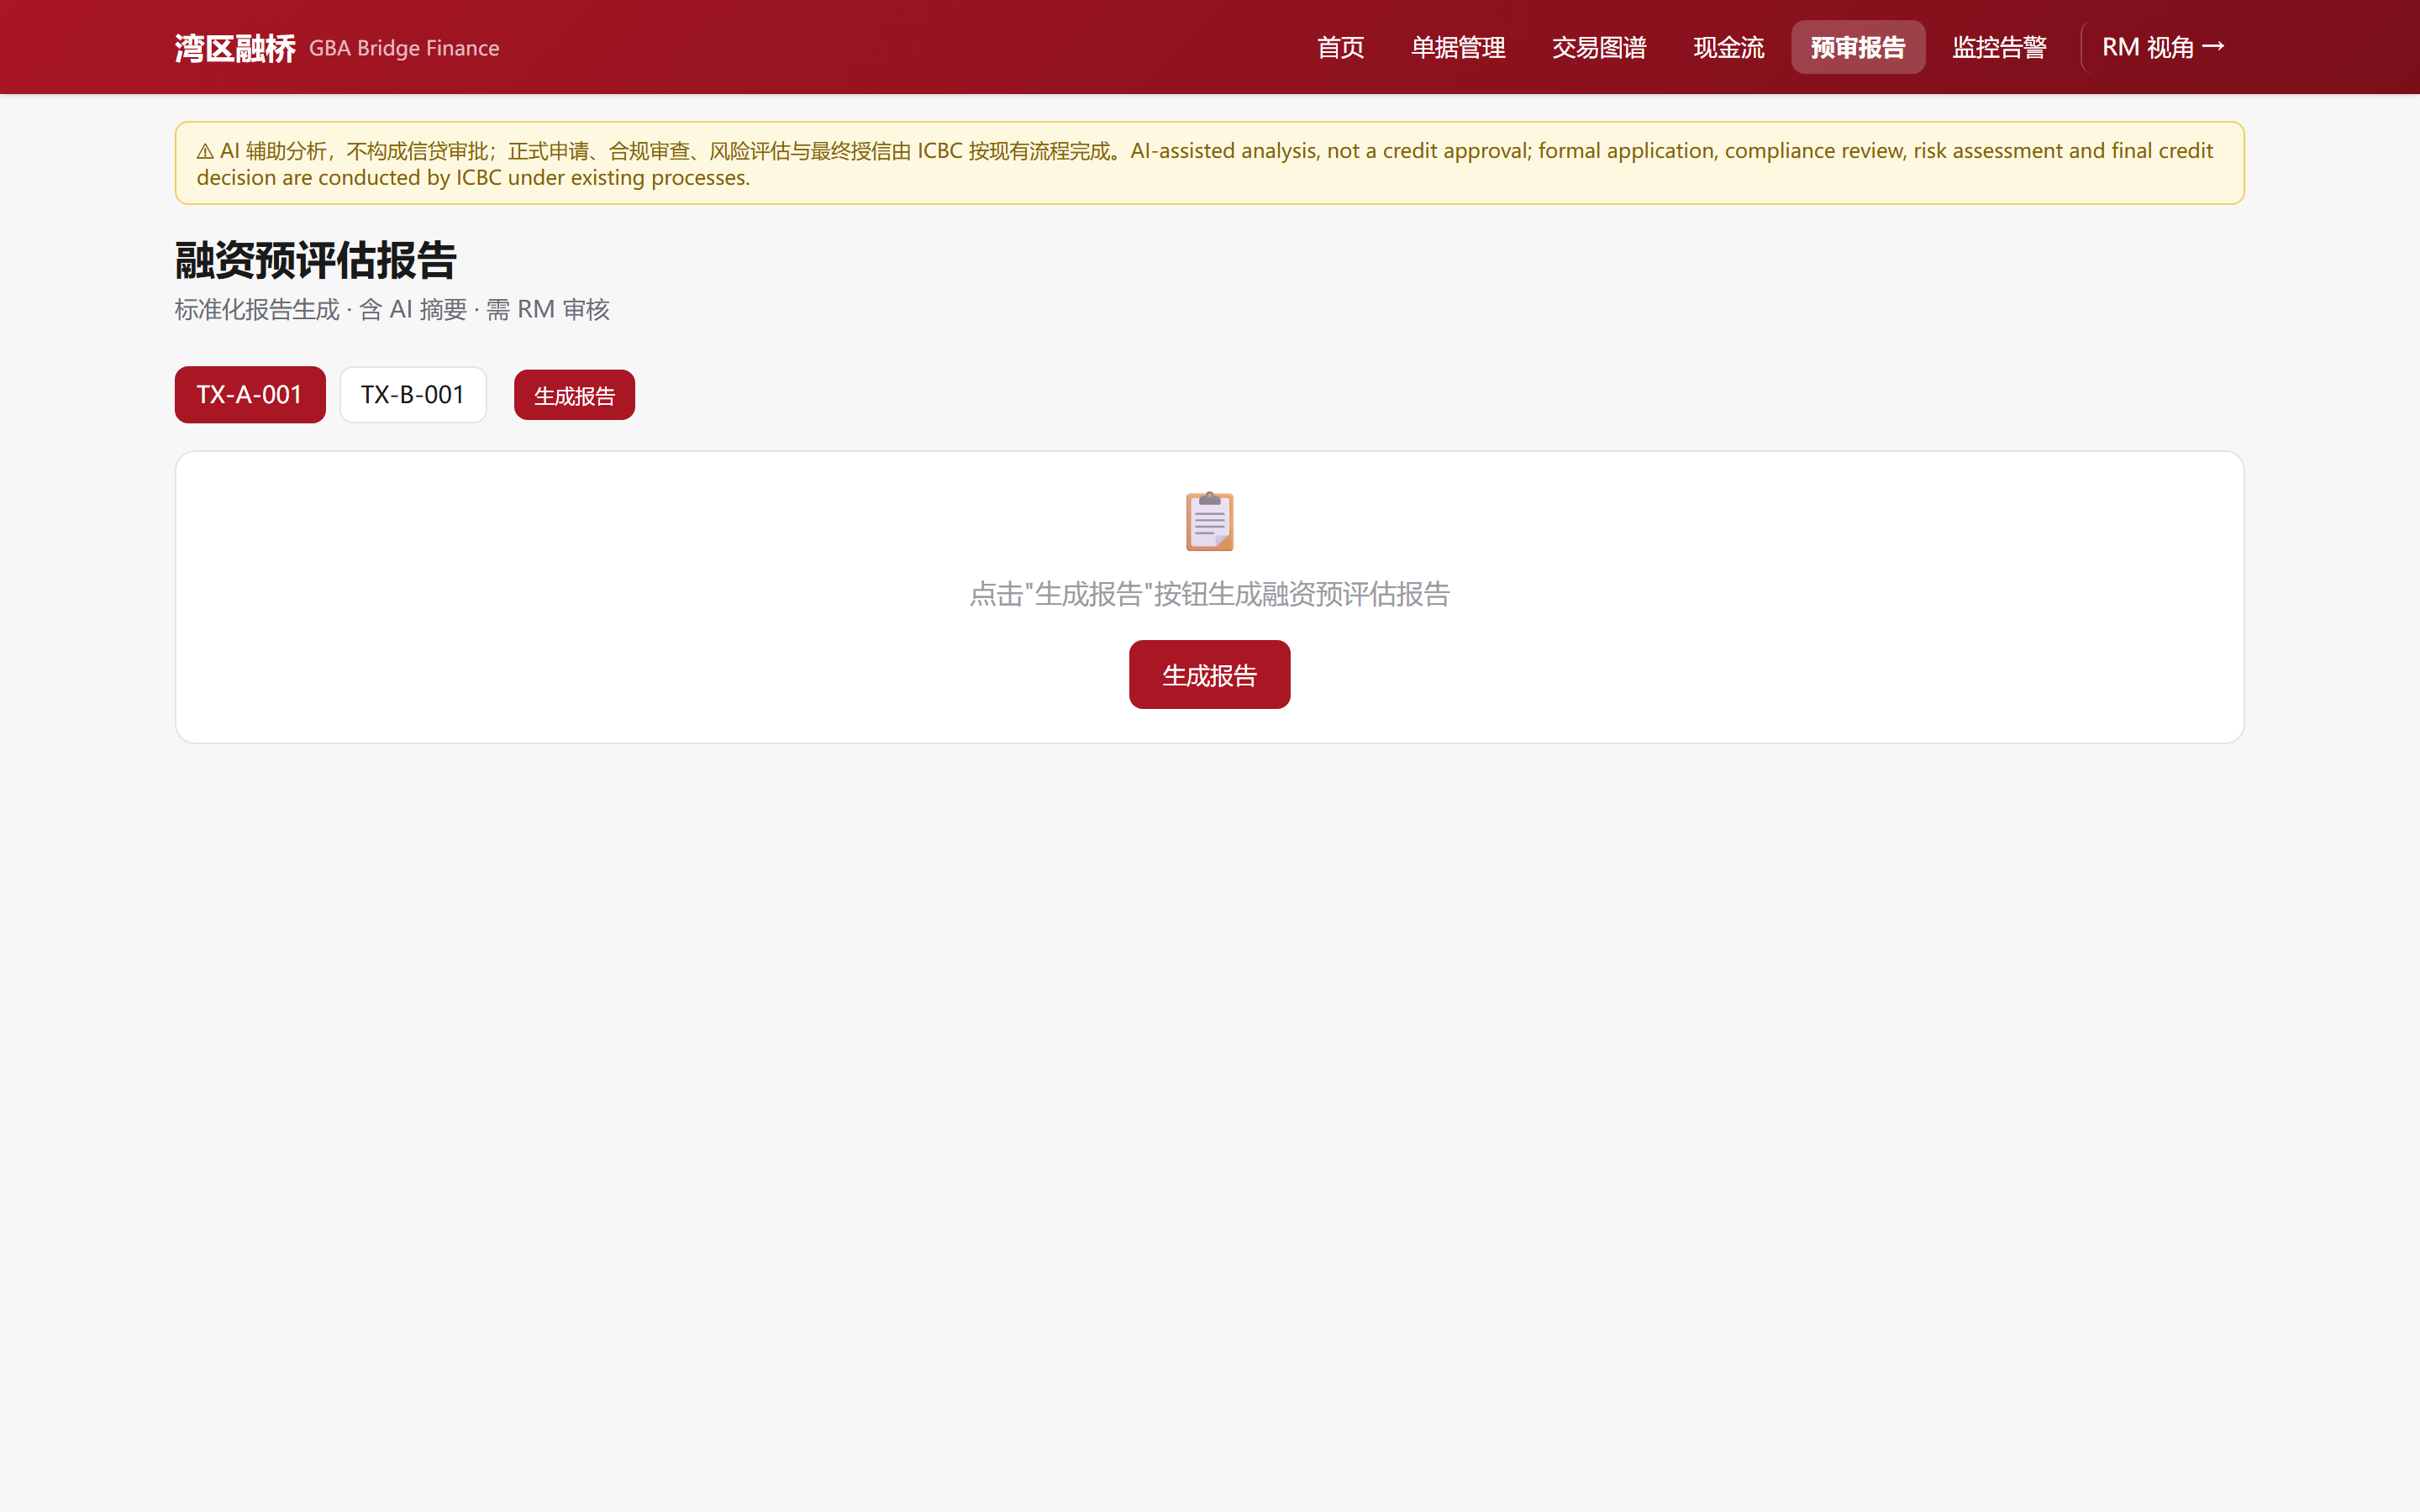 湾区融桥 GBA Bridge Finance
首页 单据管理 交易图谱 现金流 预审报告 监控告警 RM 视角 →
⚠ AI 辅助分析，不构成信贷审批；正式申请、合规审查、风险评估与最终授信由 ICBC 按现有流程完成。AI-assisted analysis, not a credit approval; formal application, compliance review, risk assessment and final credit
decision are conducted by ICBC under existing processes.
融资预评估报告
标准化报告生成 · 含 AI 摘要 · 需 RM 审核
TX-A-001 TX-B-001 生成报告
点击"生成报告"按钮生成融资预评估报告
生成报告